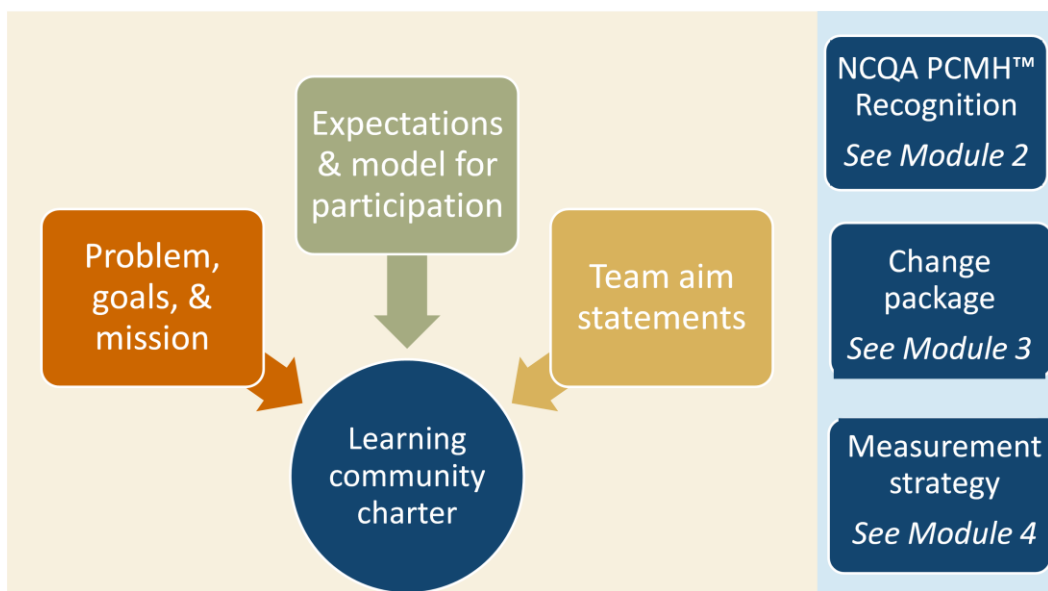 Problem,
goals, &
mission
Expectations
& model for
participation
Team aim
statements
Learning
community
charter
NCQA PCMH™
Recognition
See Module 2
Change
package
See Module 3
Measurement
strategy
See Module 4